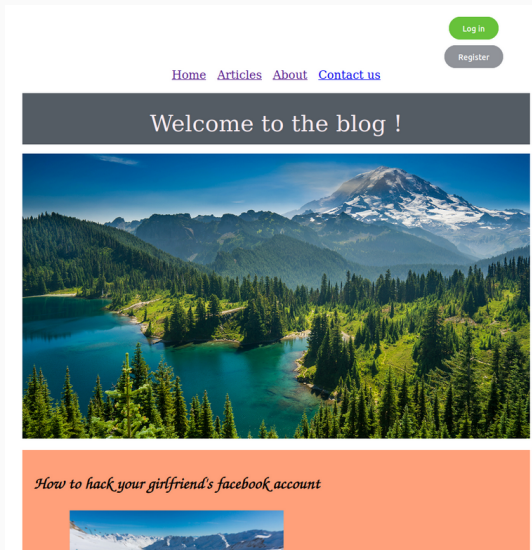 Log in
Register
Home Articles About Contact us
Welcome to the blog !
How to hack your girlfriend's facebook account